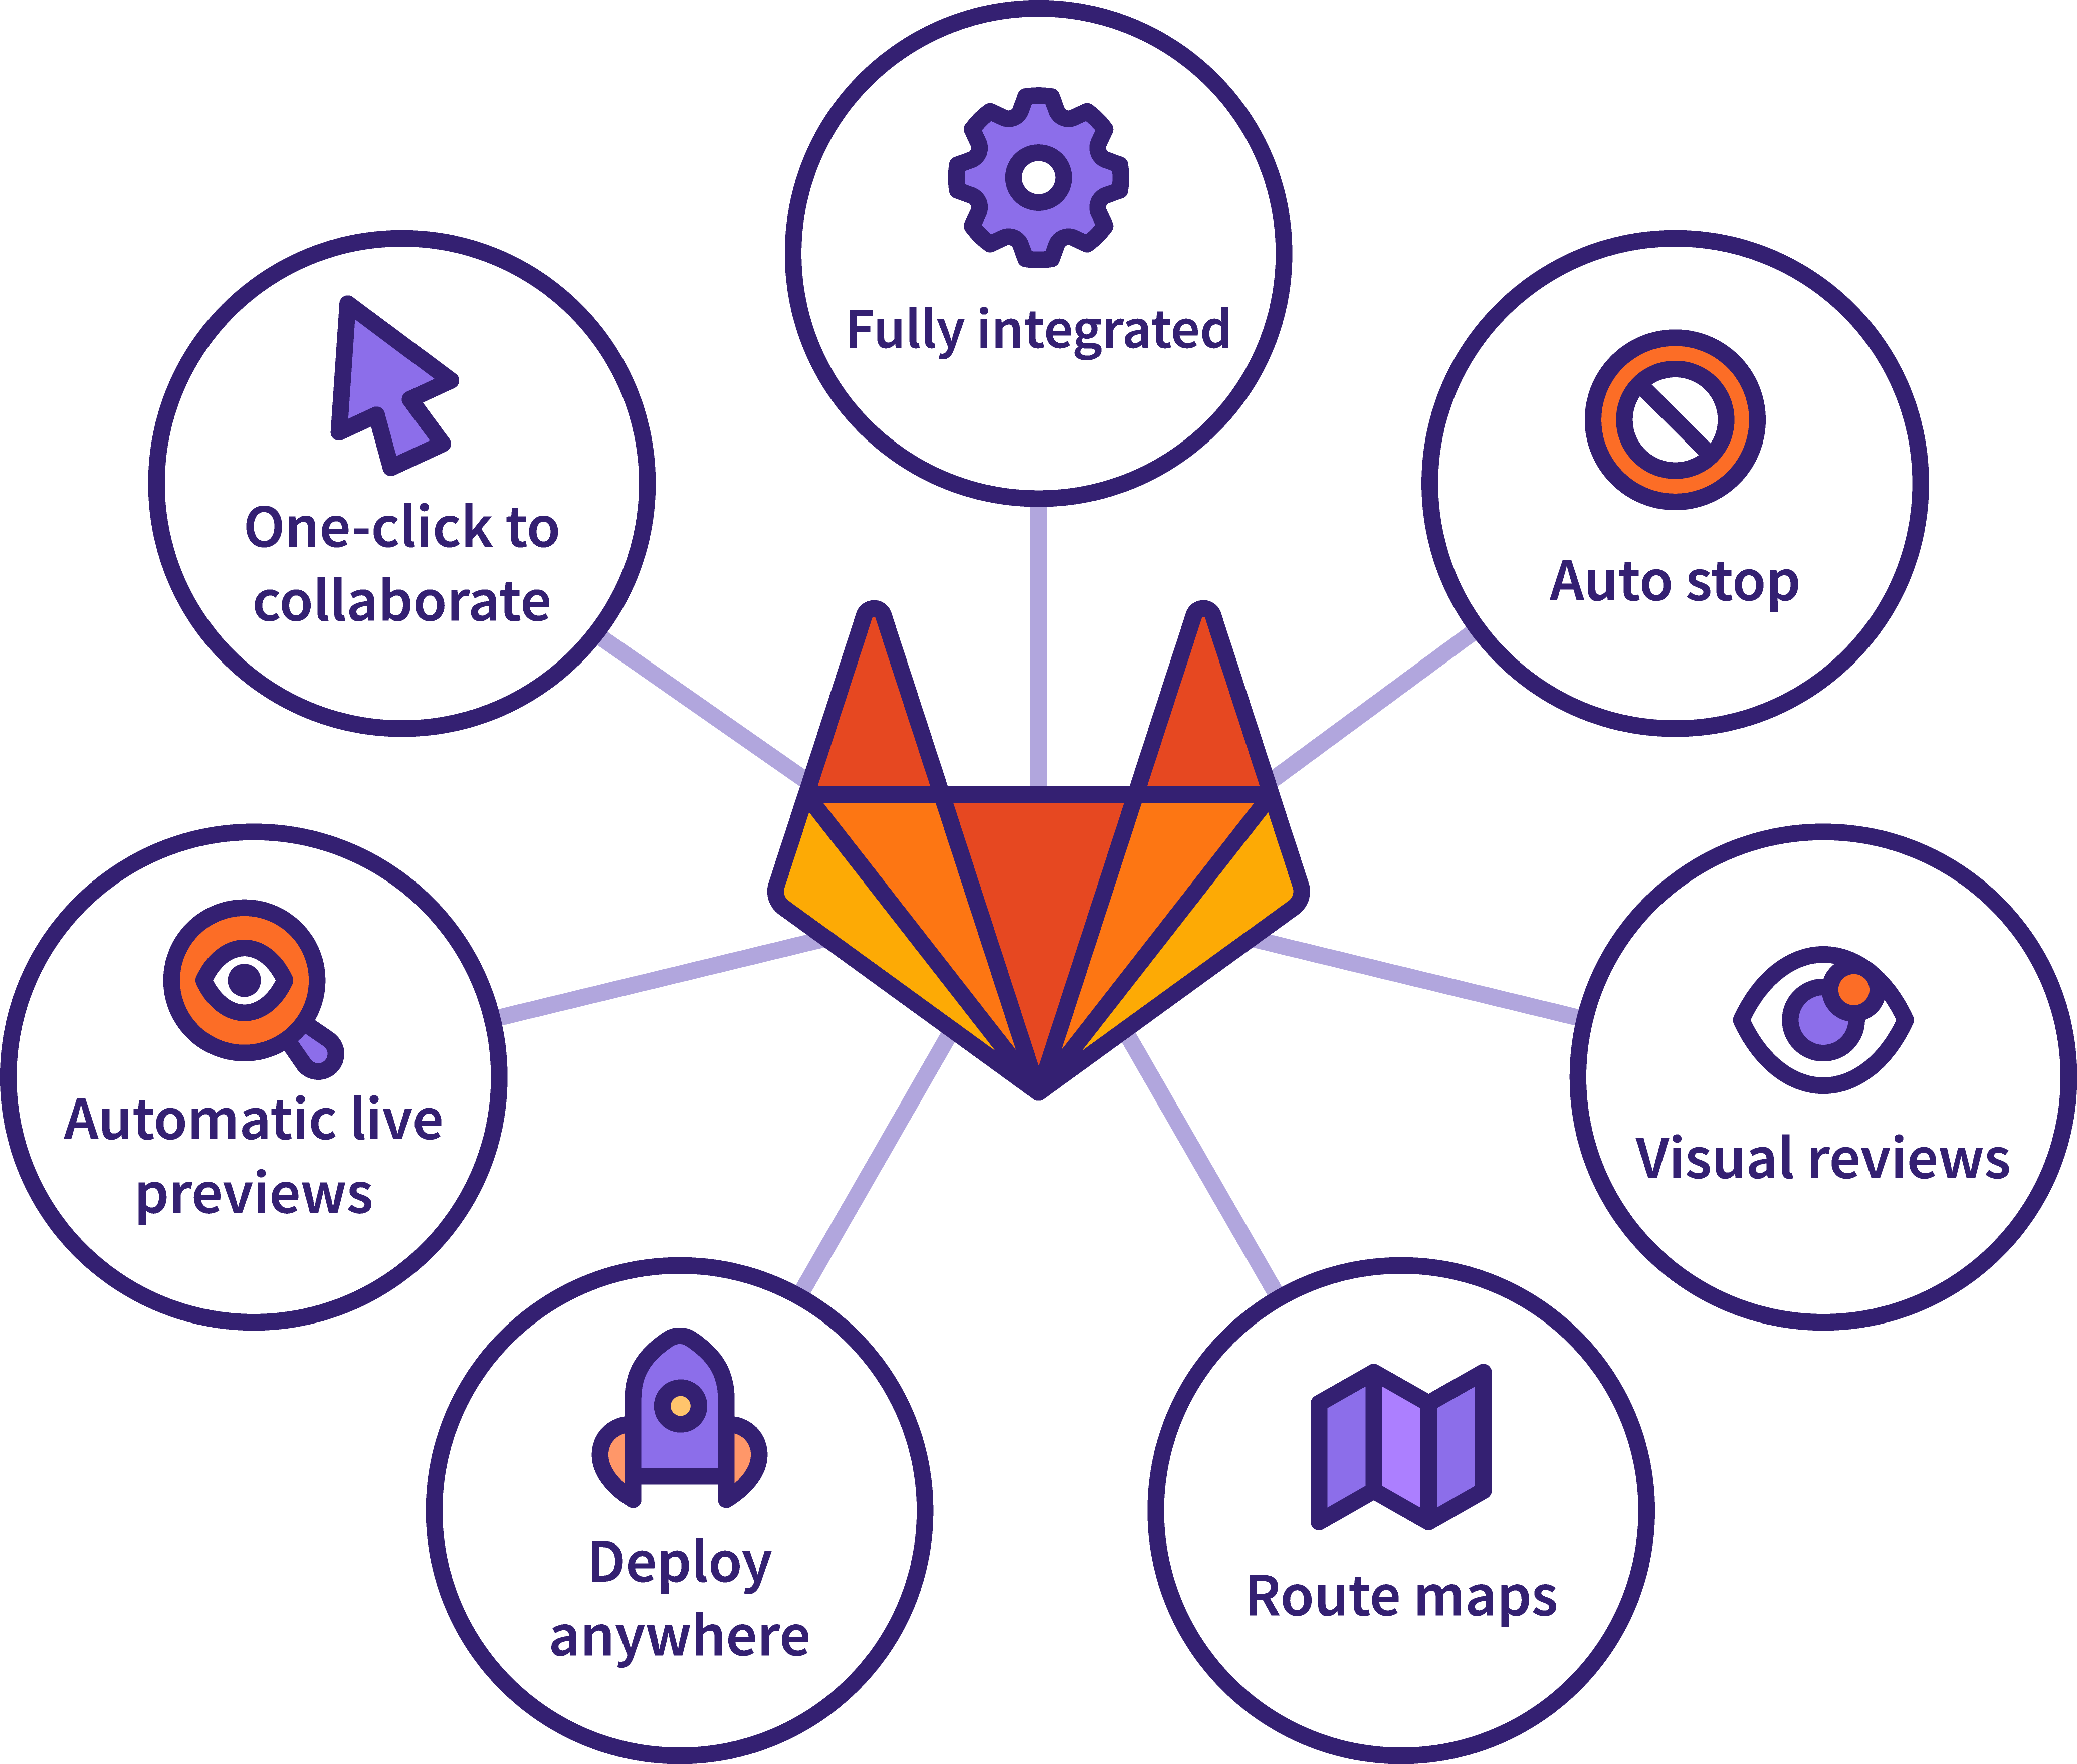 Fully integrated
One-click to
collaborate
Auto stop
Automatic live
previews
Visual reviews
Deploy
anywhere
Route maps